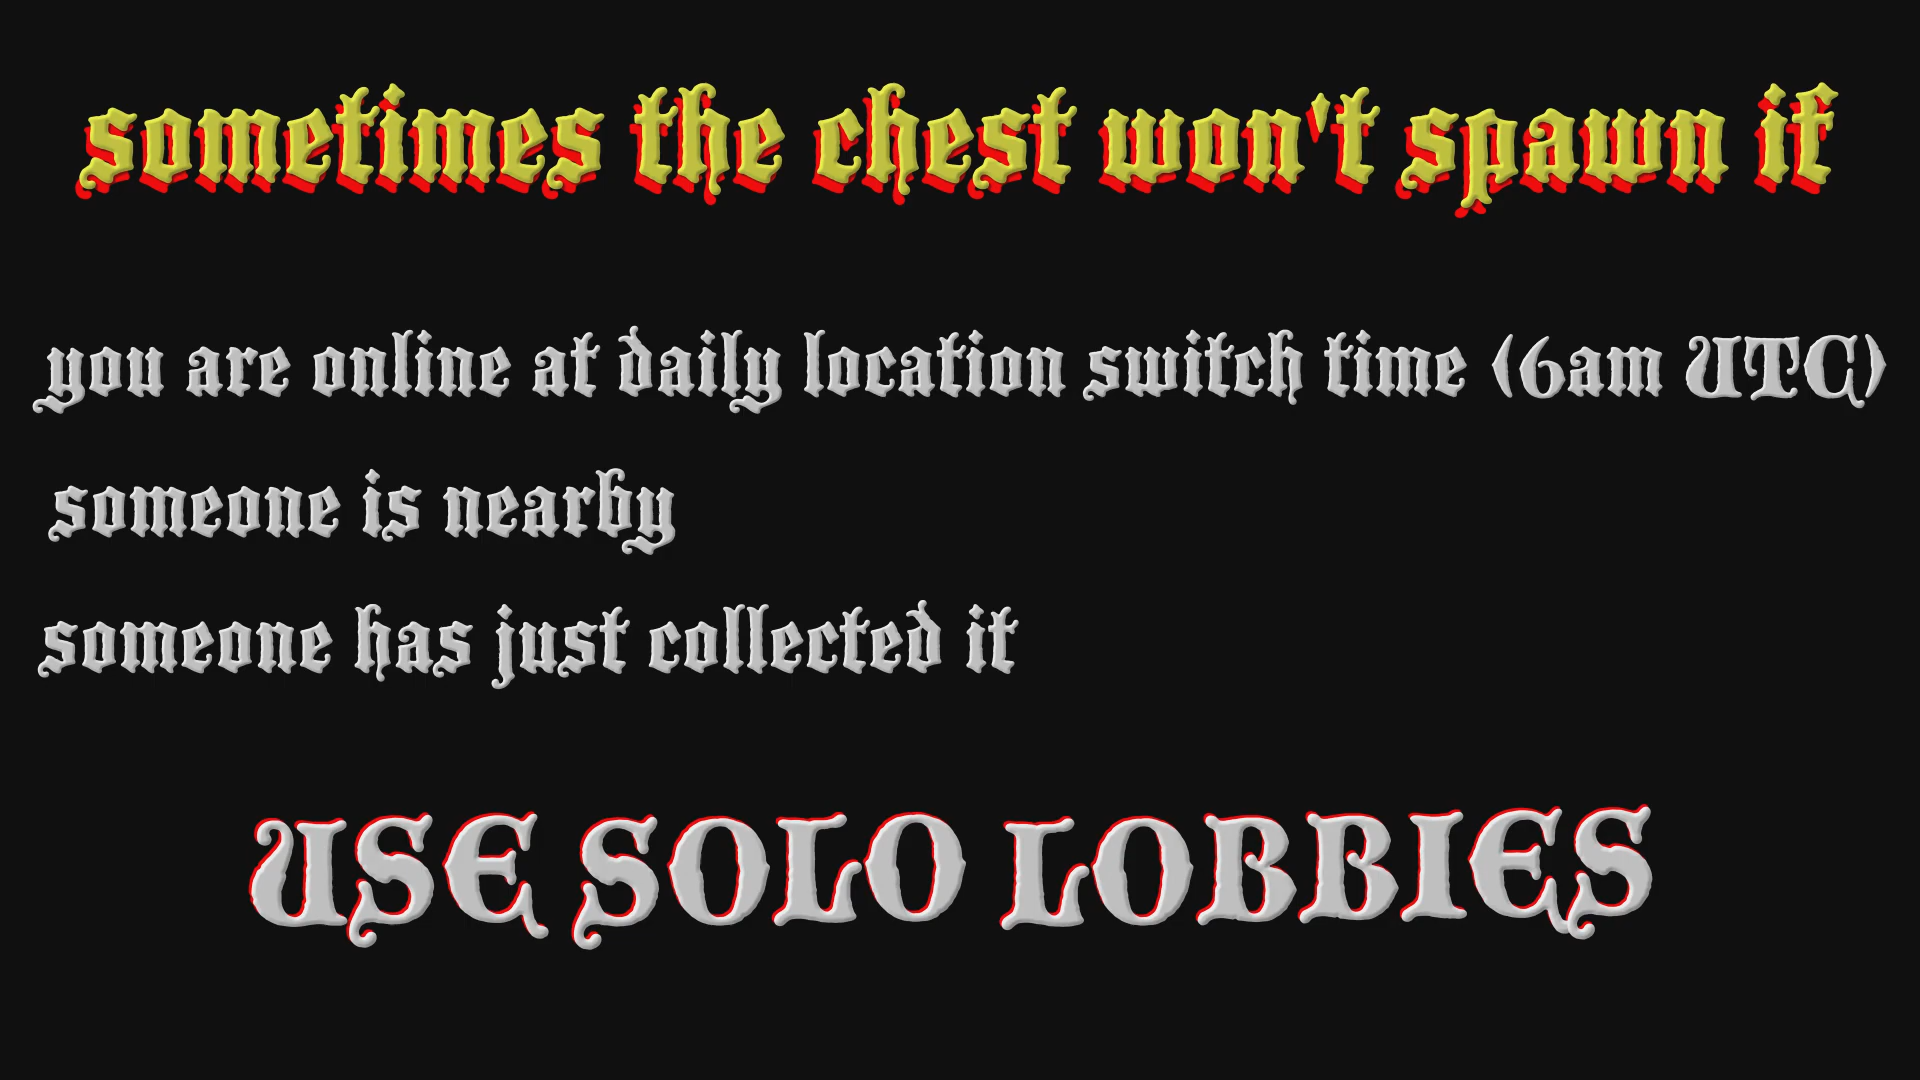 sometimes the chest won't spawn if
you are online at daily location switch time (6am UTC)
someone is nearby
someone has just collected it
USE SOLO LOBBIES